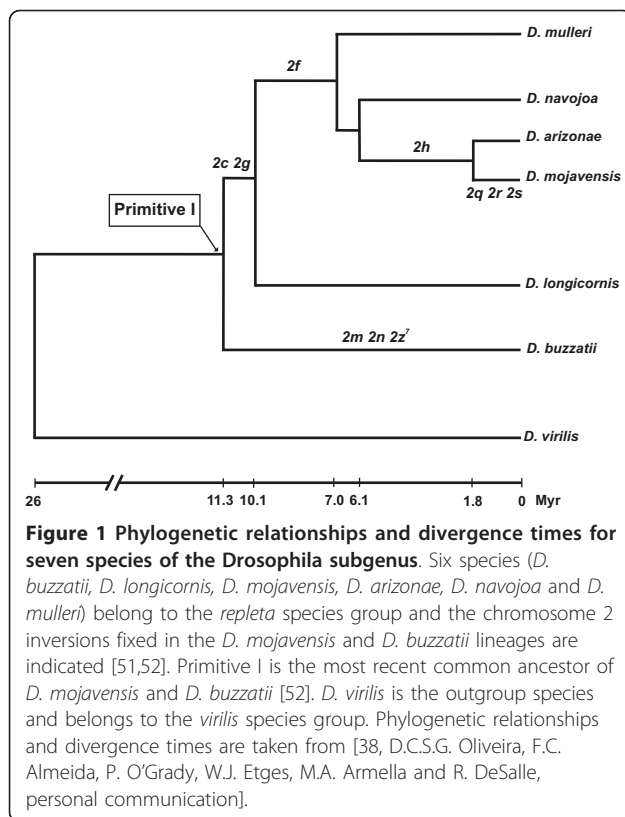 D. mulleri
2f
D. navojoa
D. arizonae
2h
2c 2g
D. mojavensis
2q 2r 2s
Primitive I
D. longicornis
2m 2n 2z⁷
D. buzzatii
D. virilis
26 11.3 10.1 7.0 6.1 1.8 0 Myr
Figure 1 Phylogenetic relationships and divergence times for
seven species of the Drosophila subgenus. Six species (D.
buzzatii, D. longicornis, D. mojavensis, D. arizonae, D. navojoa and D.
mulleri) belong to the repleta species group and the chromosome 2
inversions fixed in the D. mojavensis and D. buzzatii lineages are
indicated [51,52]. Primitive I is the most recent common ancestor of
D. mojavensis and D. buzzatii [52]. D. virilis is the outgroup species
and belongs to the virilis species group. Phylogenetic relationships
and divergence times are taken from [38, D.C.S.G. Oliveira, F.C.
Almeida, P. O'Grady, W.J. Etges, M.A. Armella and R. DeSalle,
personal communication].